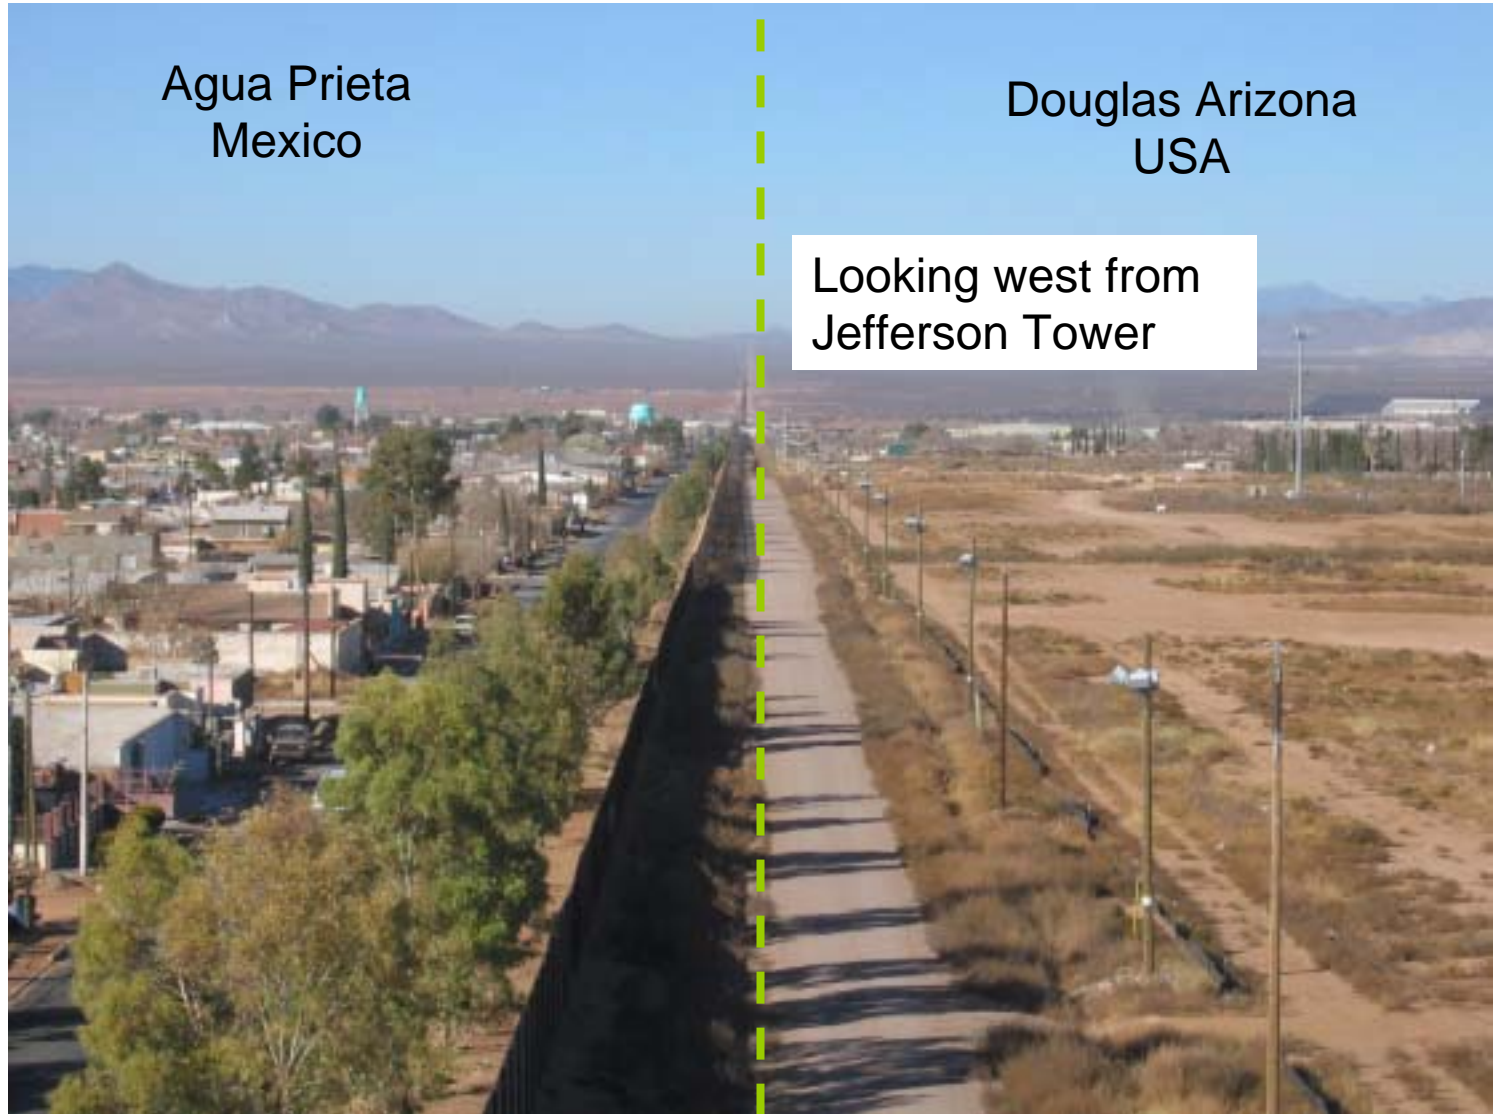 Agua Prieta
Mexico
Douglas Arizona
USA
Looking west from
Jefferson Tower